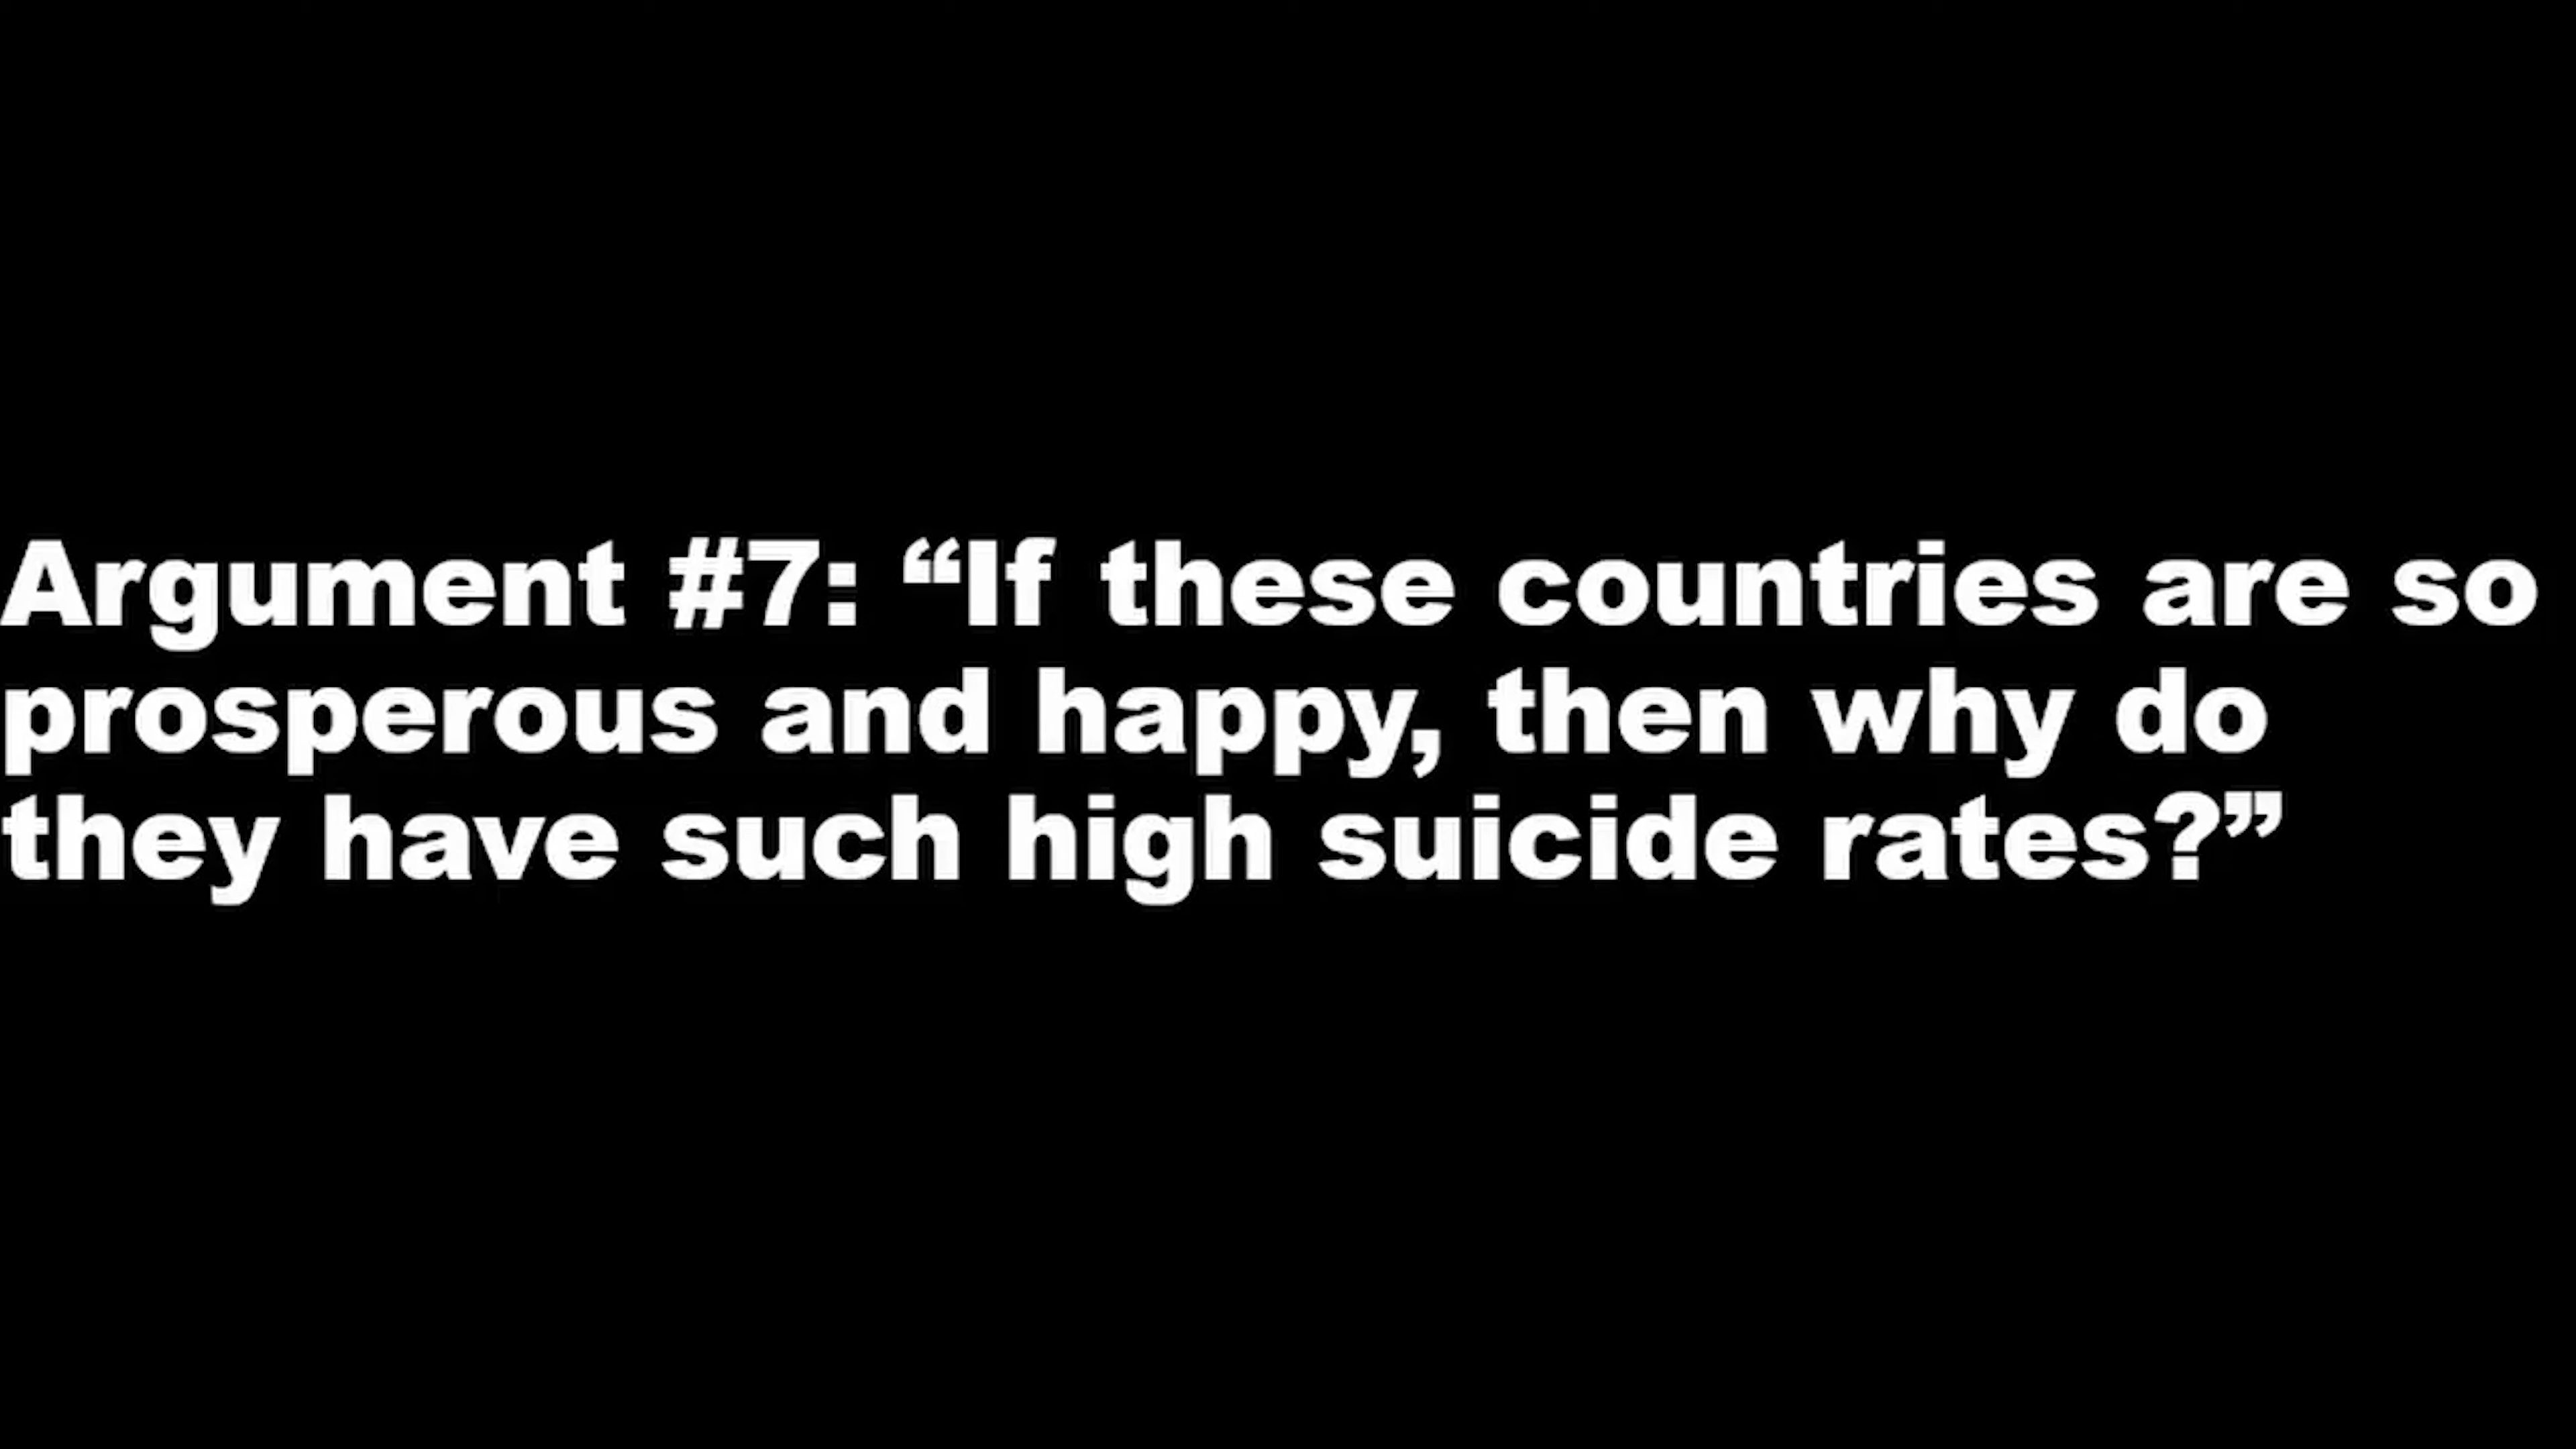 Argument #7: “If these countries are so
prosperous and happy, then why do
they have such high suicide rates?”